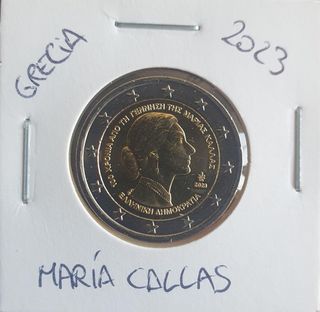 GRECIA
2023
100 ΧΡΟΝΙΑ ΑΠΟ ΤΗ ΓΕΝΝΗΣΗ ΤΗΣ ΜΑΡΙΑΣ ΚΑΛΛΑΣ
2023
ΕΛΛΗΝΙΚΗ ΔΗΜΟΚΡΑΤΙΑ
MARÍA CALLAS